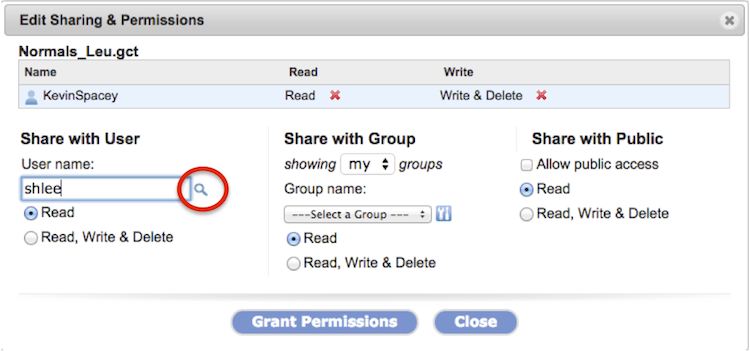 Edit Sharing & Permissions
Normals_Leu.gct
Name Read Write
KevinSpacey Read Write & Delete
Share with User
User name:
shlee
Read
Read, Write & Delete
Share with Group
showing my groups
Group name:
---Select a Group ---
Read
Read, Write & Delete
Share with Public
Allow public access
Read
Read, Write & Delete
Grant Permissions Close